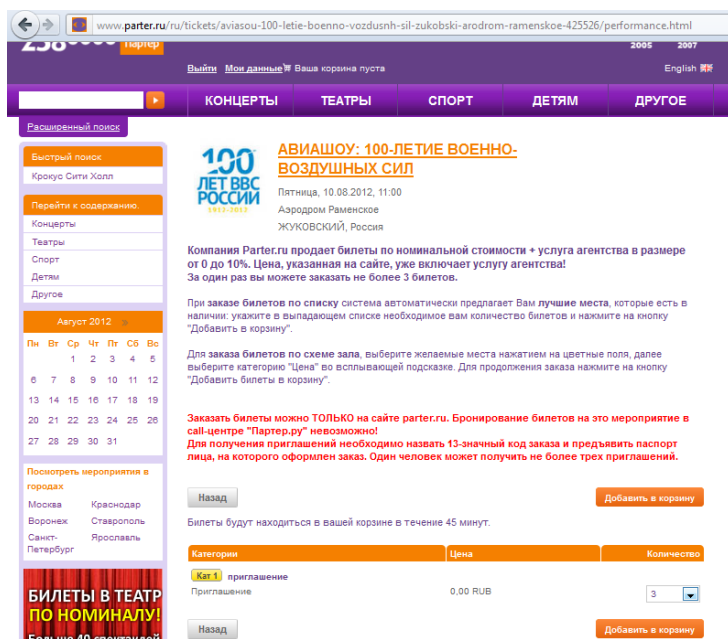 www.parter.ru/ru/tickets/aviasou-100-letie-boenno-vozdusnh-sil-zukobski-arodrom-ramenskoe-425526/performance.html
Партер
2005 2007
Выйти Мои данные Ваша корзина пуста
English
КОНЦЕРТЫ ТЕАТРЫ СПОРТ ДЕТЯМ ДРУГОЕ
Расширенный поиск
Быстрый поиск
Крокус Сити Холл
Перейти к содержанию.
Концерты
Театры
Спорт
Детям
Другое
Август 2012 »
Пн Вт Ср Чт Пт Сб Вс
1 2 3 4 5
6 7 8 9 10 11 12
13 14 15 16 17 18 19
20 21 22 23 24 25 26
27 28 29 30 31
Посмотреть мероприятия в
городах
Москва Краснодар
Воронеж Ставрополь
Санкт- Ярославль
Петербург
БИЛЕТЫ В ТЕАТР
ПО НОМИНАЛУ!
Больше 40 спектаклей
100
ЛЕТ ВВС
РОССИИ
1912-2012
АВИАШОУ: 100-ЛЕТИЕ ВОЕННО-
ВОЗДУШНЫХ СИЛ
Пятница, 10.08.2012, 11:00
Аэродром Раменское
ЖУКОВСКИЙ, Россия
Компания Parter.ru продает билеты по номинальной стоимости + услуга агентства в размере
от 0 до 10%. Цена, указанная на сайте, уже включает услугу агентства!
За один раз вы можете заказать не более 3 билетов.
При заказе билетов по списку система автоматически предлагает Вам лучшие места, которые есть в
наличии: укажите в выпадающем списке необходимое вам количество билетов и нажмите на кнопку
"Добавить в корзину".
Для заказа билетов по схеме зала, выберите желаемые места нажатием на цветные поля, далее
выберите категорию "Цена" во всплывающей подсказке. Для продолжения заказа нажмите на кнопку
"Добавить билеты в корзину".
Заказать билеты можно ТОЛЬКО на сайте parter.ru. Бронирование билетов на это мероприятие в
call-центре "Партер.ру" невозможно!
Для получения приглашений необходимо назвать 13-значный код заказа и предъявить паспорт
лица, на которого оформлен заказ. Один человек может получить не более трех приглашений.
Назад Добавить в корзину
Билеты будут находиться в вашей корзине в течение 45 минут.
Категории Цена Количество
Кат 1 приглашение
Приглашение 0,00 RUB 3
Назад Добавить в корзину